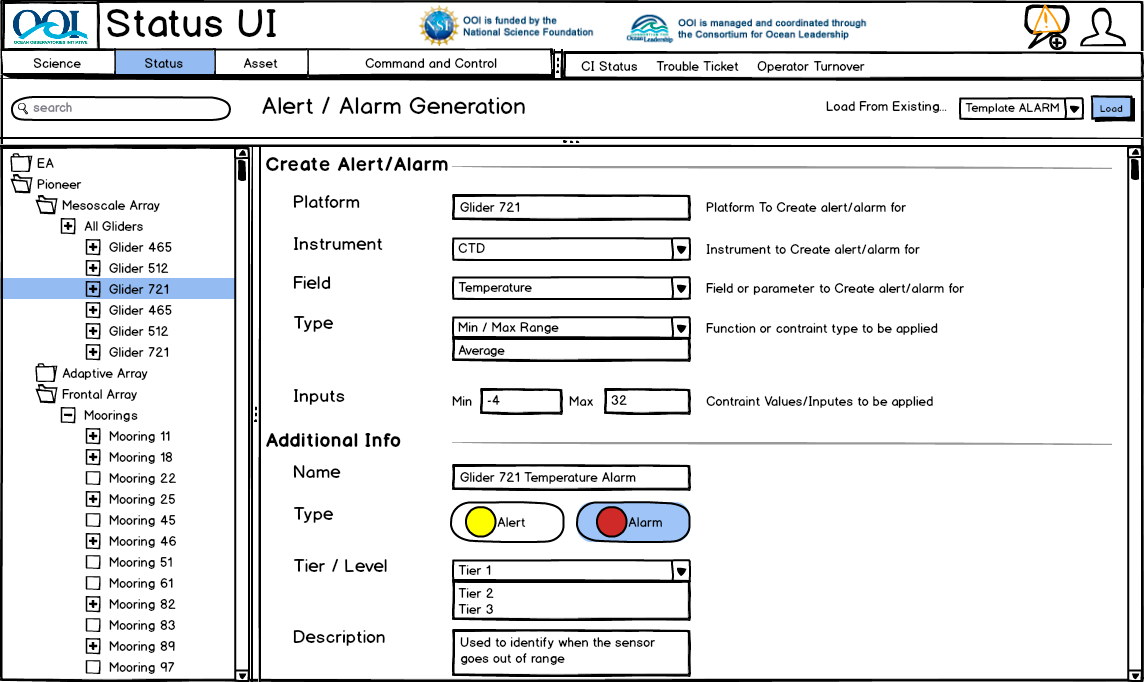 OOI
OCEAN OBSERVATORIES INITIATIVE
Status UI
NSF
OOI is funded by the
National Science Foundation
Ocean Leadership
OOI is managed and coordinated through
the Consortium for Ocean Leadership
Science
Status
Asset
Command and Control
CI Status
Trouble Ticket
Operator Turnover
search
Alert / Alarm Generation
Load From Existing...
Template ALARM
Load
EA
Pioneer
Mesoscale Array
All Gliders
Glider 465
Glider 512
Glider 721
Glider 465
Glider 512
Glider 721
Adaptive Array
Frontal Array
Moorings
Mooring 11
Mooring 18
Mooring 22
Mooring 25
Mooring 45
Mooring 46
Mooring 51
Mooring 61
Mooring 82
Mooring 83
Mooring 89
Mooring 97
Create Alert/Alarm
Platform
Glider 721
Platform To Create alert/alarm for
Instrument
CTD
Instrument to Create alert/alarm for
Field
Temperature
Field or parameter to Create alert/alarm for
Type
Min / Max Range
Average
Function or contraint type to be applied
Inputs
Min
-4
Max
32
Contraint Values/Inputes to be applied
Additional Info
Name
Glider 721 Temperature Alarm
Type
Alert
Alarm
Tier / Level
Tier 1
Tier 2
Tier 3
Description
Used to identify when the sensor
goes out of range